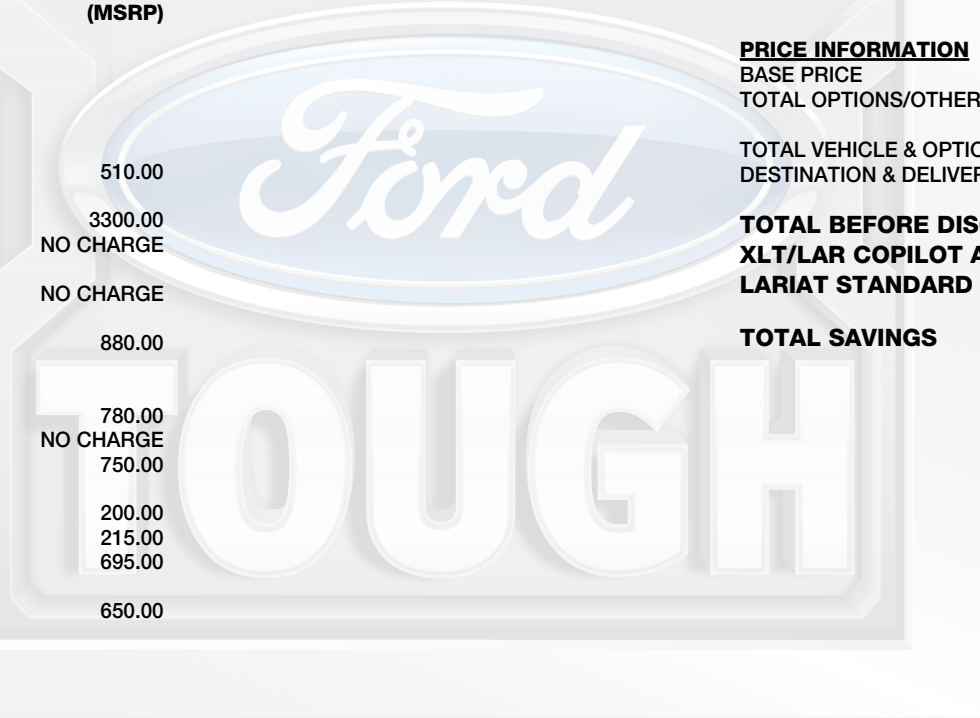 (MSRP)
510.00
3300.00
NO CHARGE
NO CHARGE
880.00
780.00
NO CHARGE
750.00
200.00
215.00
695.00
650.00
PRICE INFORMATION
BASE PRICE
TOTAL OPTIONS/OTHER
TOTAL VEHICLE & OPTIO
DESTINATION & DELIVER
TOTAL BEFORE DIS
XLT/LAR COPILOT A
LARIAT STANDARD
TOTAL SAVINGS
Ford
TOUGH